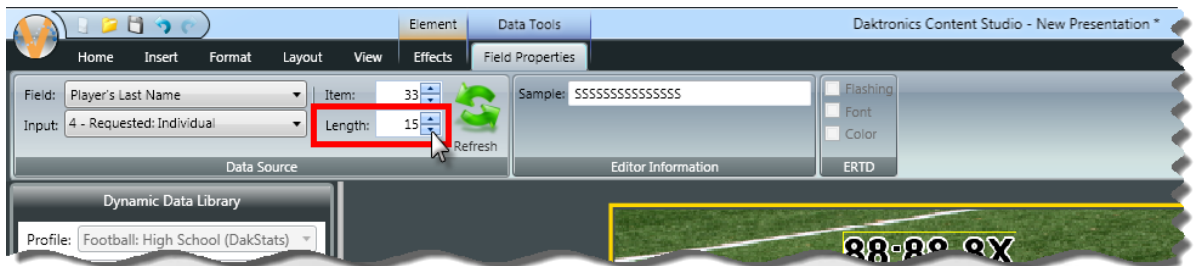 Element Data Tools Daktronics Content Studio - New Presentation *
Home Insert Format Layout View Effects Field Properties
Field: Player's Last Name Item: 33 Sample: SSSSSSSSSSSSSSS Flashing
Input: 4 - Requested: Individual Length: 15 Refresh Font
Color
Data Source Editor Information ERTD
Dynamic Data Library
Profile: Football: High School (DakStats)
88:88.8X